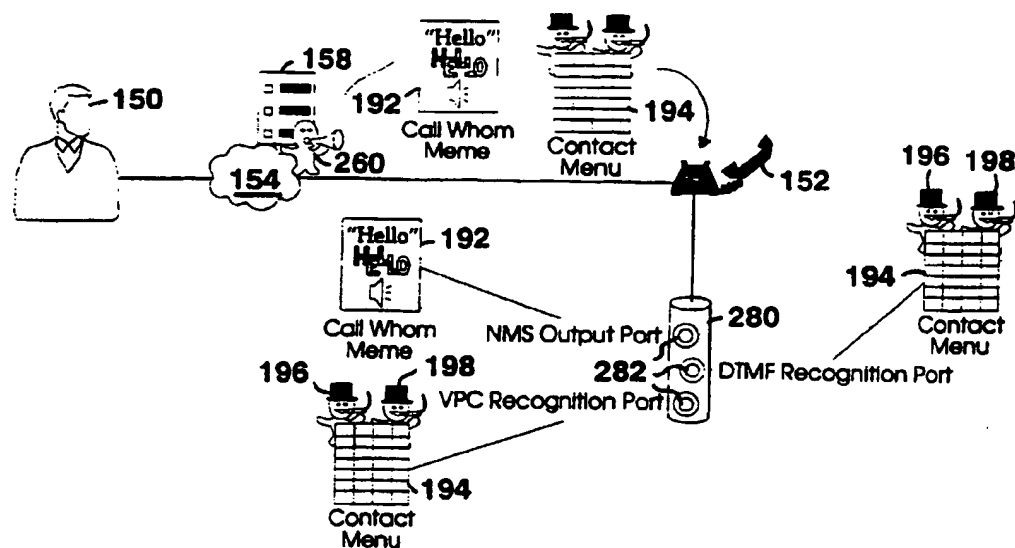 150
158
192
"Hello"
HELLO
Call Whom
Meme
194
Contact
Menu
154
260
152
196
198
194
Contact
Menu
"Hello"
192
HELLO
Call Whom
Meme
NMS Output Port
280
282
DTMF Recognition Port
VPC Recognition Port
196
198
194
Contact
Menu